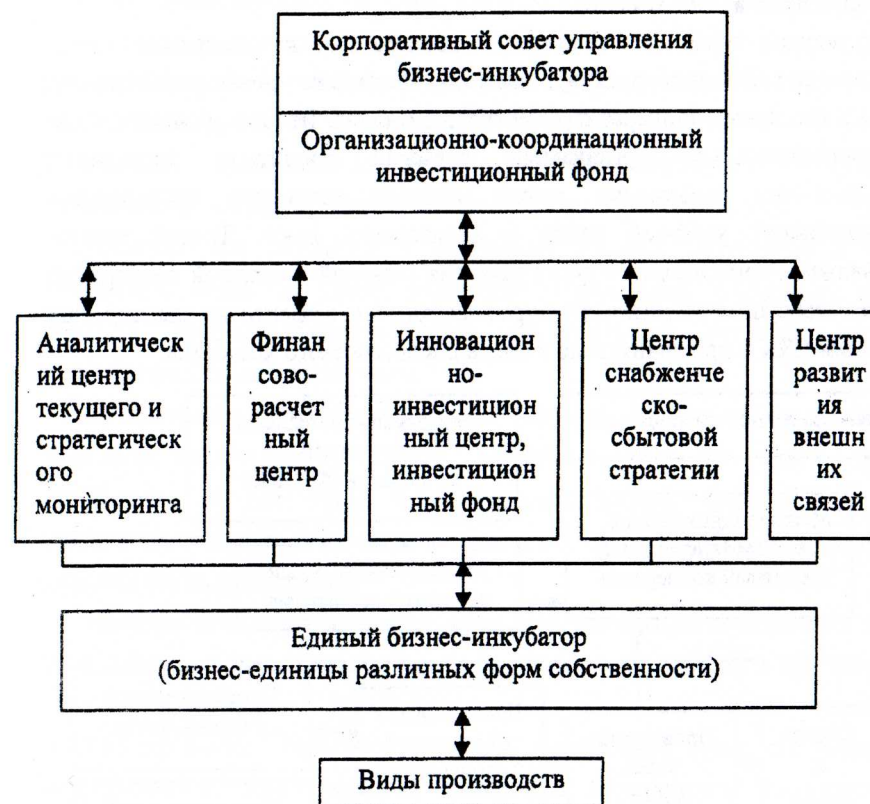 Корпоративный совет управления
бизнес-инкубатора
Организационно-координационный
инвестиционный фонд
Аналитическ
ий центр
текущего и
стратегическ
ого
мониторинга
Финан
сово-
расчет
ный
центр
Инновацион
но-
инвестицион
ный центр,
инвестицион
ный фонд
Центр
снабженче
ско-
сбытовой
стратегии
Центр
развит
ия
внешн
их
связей
Единый бизнес-инкубатор
(бизнес-единицы различных форм собственности)
Виды производств